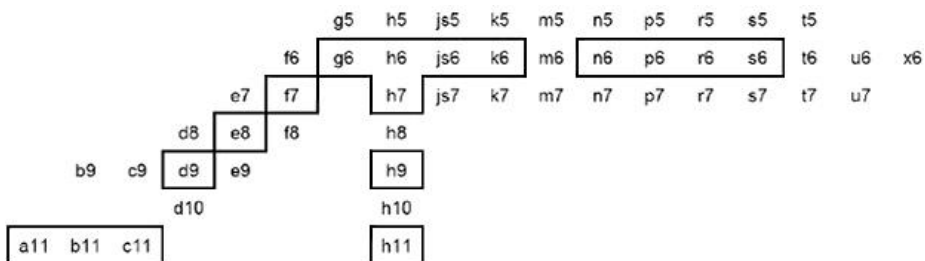 g5 h5 js5 k5 m5 n5 p5 r5 s5 t5
f6 g6 h6 js6 k6 m6 n6 p6 r6 s6 t6 u6 x6
e7 f7 h7 js7 k7 m7 n7 p7 r7 s7 t7 u7
d8 e8 f8 h8
b9 c9 d9 e9 h9
d10 h10
a11 b11 c11 h11